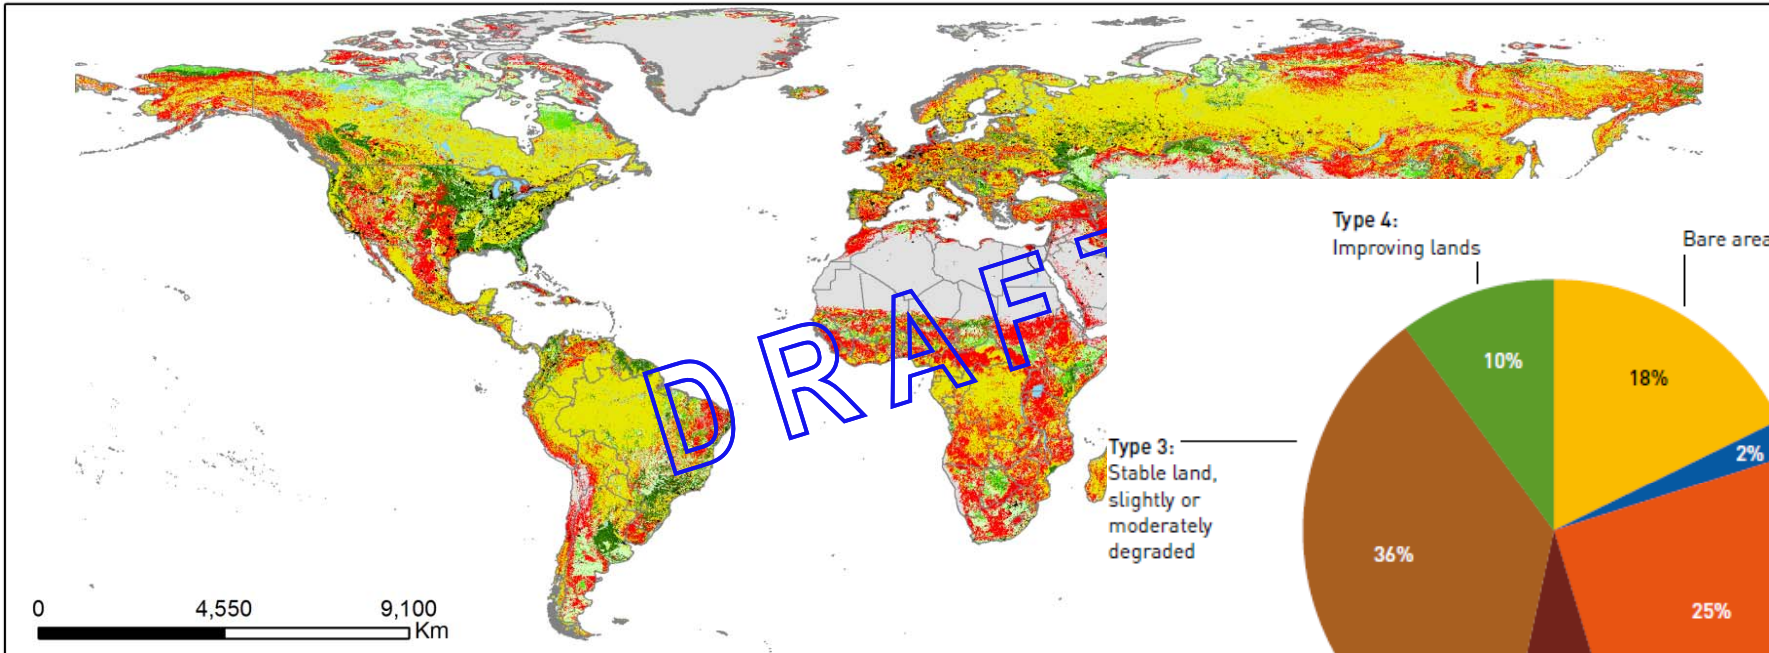 Type 4:
Improving lands
Bare area
10%
18%
2%
DRAFT
Type 3:
Stable land,
slightly or
moderately
degraded
36%
25%
0
4,550
9,100
Km